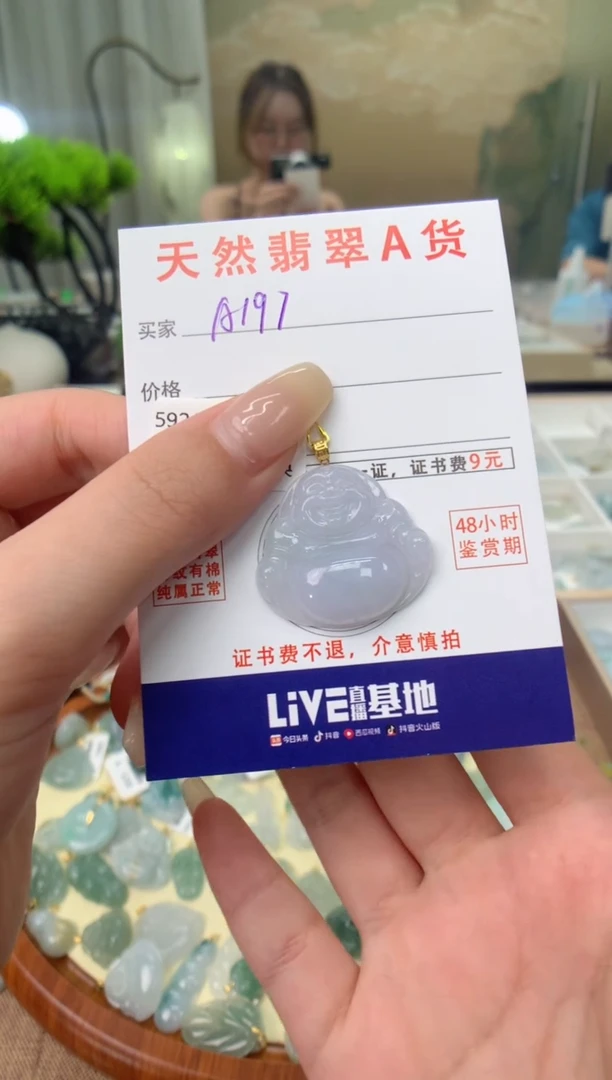 天然翡翠A货
买家 A197
价格
592
证，证书费9元
48小时
鉴赏期
有棉
纯属正常
证书费不退，介意慎拍
LiVE直播基地
今日头条 抖音 西瓜视频 抖音火山版